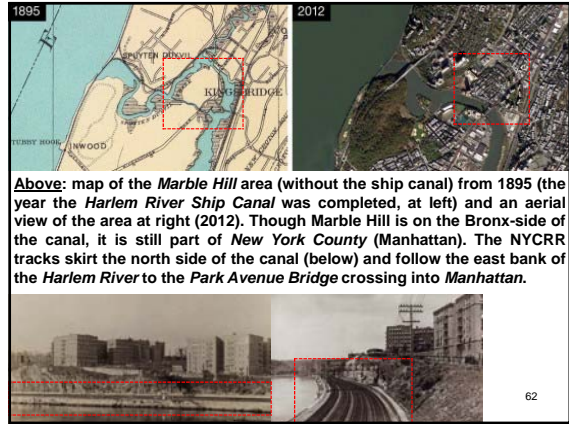 1895
2012
SPUYTEN DUYVIL
KINGSBRIDGE
TUBBY HOOK
INWOOD
Above: map of the Marble Hill area (without the ship canal) from 1895 (the
year the Harlem River Ship Canal was completed, at left) and an aerial
view of the area at right (2012). Though Marble Hill is on the Bronx-side of
the canal, it is still part of New York County (Manhattan). The NYCRR
tracks skirt the north side of the canal (below) and follow the east bank of
the Harlem River to the Park Avenue Bridge crossing into Manhattan.
62